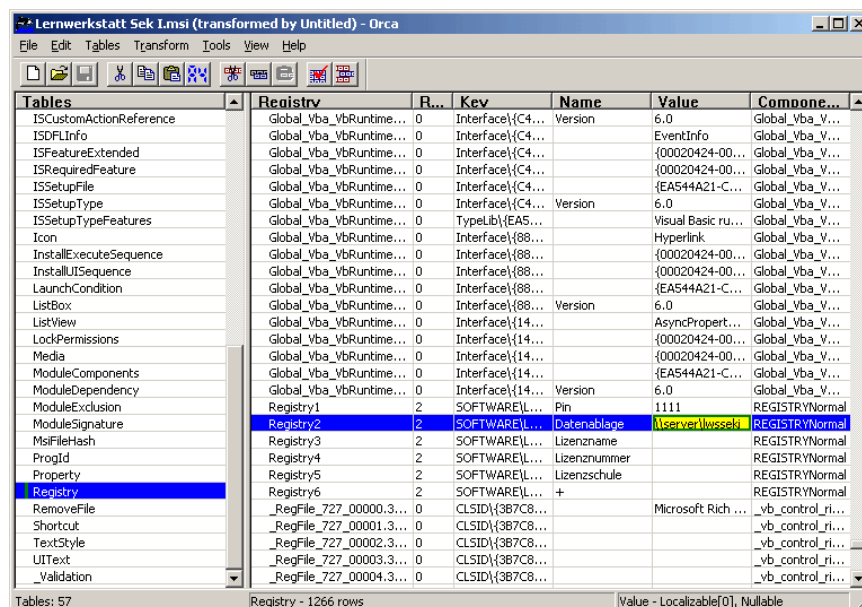 Lernwerkstatt Sek I.msi (transformed by Untitled) - Orca
File Edit Tables Transform Tools View Help
Tables Registry R... Key Name Value Compone...
ISCustomActionReference Global_Vba_VbRuntime... 0 Interface\{C4... Version 6.0 Global_Vba_V...
ISDFLInfo Global_Vba_VbRuntime... 0 Interface\{C4... EventInfo Global_Vba_V...
ISFeatureExtended Global_Vba_VbRuntime... 0 Interface\{C4... {00020424-00... Global_Vba_V...
ISRequiredFeature Global_Vba_VbRuntime... 0 Interface\{C4... {00020424-00... Global_Vba_V...
ISSetupFile Global_Vba_VbRuntime... 0 Interface\{C4... {EA544A21-C... Global_Vba_V...
ISSetupType Global_Vba_VbRuntime... 0 Interface\{C4... Version 6.0 Global_Vba_V...
ISSetupTypeFeatures Global_Vba_VbRuntime... 0 TypeLib\{EA5... Visual Basic ru... Global_Vba_V...
Icon Global_Vba_VbRuntime... 0 Interface\{88... Hyperlink Global_Vba_V...
InstallExecuteSequence Global_Vba_VbRuntime... 0 Interface\{88... {00020424-00... Global_Vba_V...
InstallUISequence Global_Vba_VbRuntime... 0 Interface\{88... {00020424-00... Global_Vba_V...
LaunchCondition Global_Vba_VbRuntime... 0 Interface\{88... {EA544A21-C... Global_Vba_V...
ListBox Global_Vba_VbRuntime... 0 Interface\{88... Version 6.0 Global_Vba_V...
ListView Global_Vba_VbRuntime... 0 Interface\{14... AsyncPropert... Global_Vba_V...
LockPermissions Global_Vba_VbRuntime... 0 Interface\{14... {00020424-00... Global_Vba_V...
Media Global_Vba_VbRuntime... 0 Interface\{14... {00020424-00... Global_Vba_V...
ModuleComponents Global_Vba_VbRuntime... 0 Interface\{14... {EA544A21-C... Global_Vba_V...
ModuleDependency Global_Vba_VbRuntime... 0 Interface\{14... Version 6.0 Global_Vba_V...
ModuleExclusion Registry1 2 SOFTWARE\L... Pin 1111 REGISTRYNormal
ModuleSignature Registry2 2 SOFTWARE\L... Datenablage \\server\lwsseki REGISTRYNormal
MsiFileHash Registry3 2 SOFTWARE\L... Lizenzname REGISTRYNormal
ProgId Registry4 2 SOFTWARE\L... Lizenznummer REGISTRYNormal
Property Registry5 2 SOFTWARE\L... Lizenzschule REGISTRYNormal
Registry Registry6 2 SOFTWARE\L... + REGISTRYNormal
RemoveFile _RegFile_727_00000.3... 0 CLSID\{3B7C8... Microsoft Rich ... _vb_control_ri...
Shortcut _RegFile_727_00001.3... 0 CLSID\{3B7C8... _vb_control_ri...
TextStyle _RegFile_727_00002.3... 0 CLSID\{3B7C8... _vb_control_ri...
UIText _RegFile_727_00003.3... 0 CLSID\{3B7C8... _vb_control_ri...
_Validation _RegFile_727_00004.3... 0 CLSID\{3B7C8... _vb_control_ri...
Tables: 57 Registry - 1266 rows Value - Localizable[0], Nullable